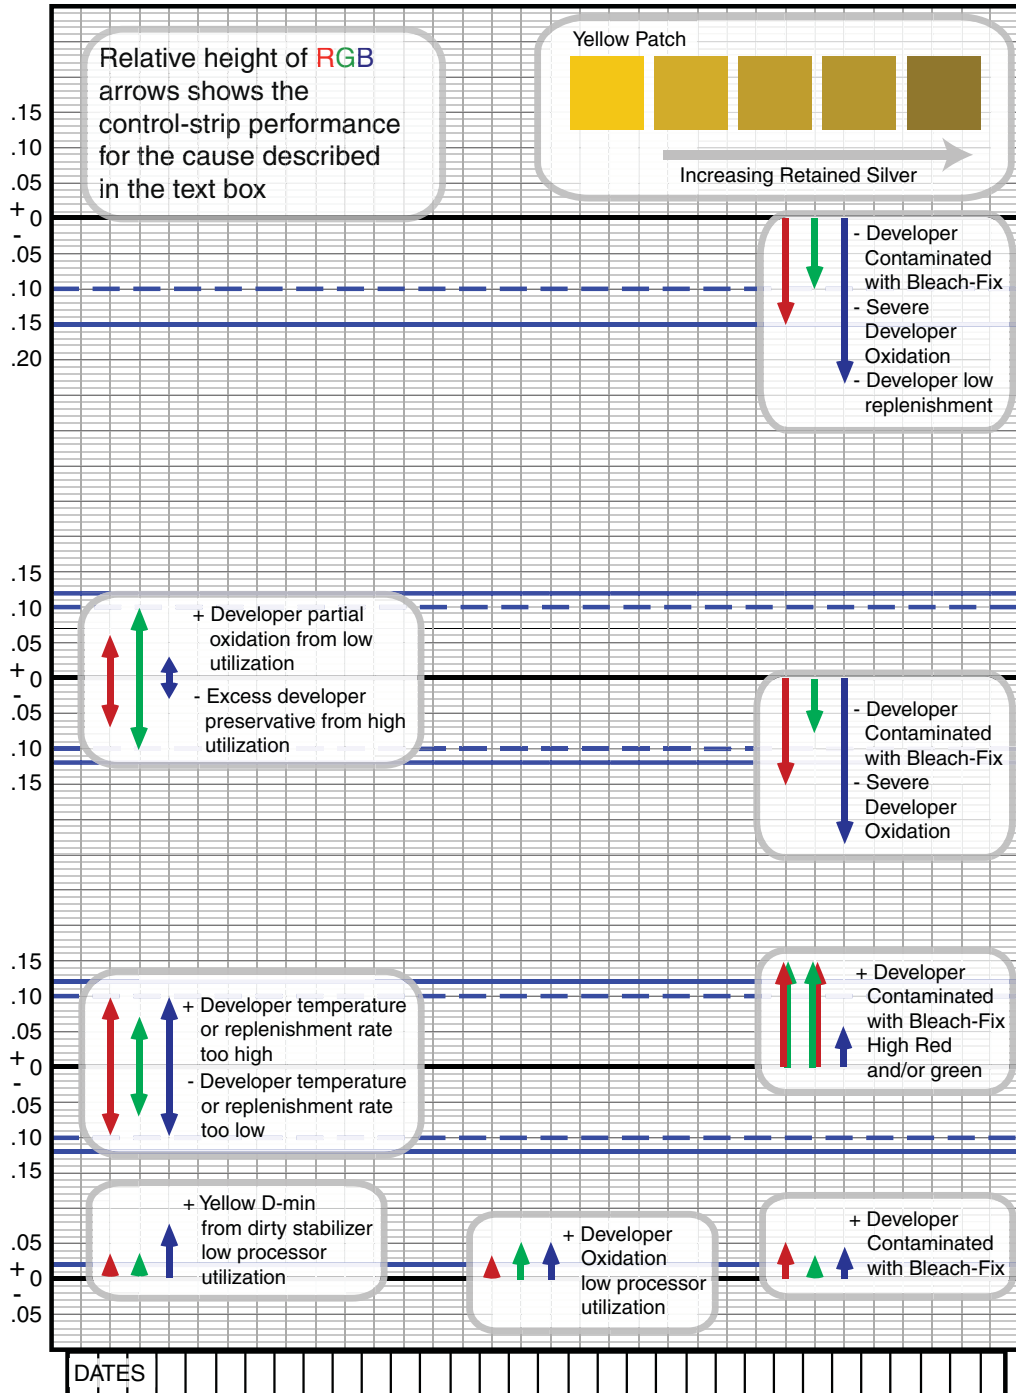 Relative height of RGB
arrows shows the
control-strip performance
for the cause described
in the text box
Yellow Patch
Increasing Retained Silver
.15
.10
.05
+ 0
-
.05
.10
.15
.20
- Developer
Contaminated
with Bleach-Fix
- Severe
Developer
Oxidation
- Developer low
replenishment
.15
.10
.05
+
0
-
.05
.10
.15
+ Developer partial
oxidation from low
utilization
- Excess developer
preservative from high
utilization
- Developer
Contaminated
with Bleach-Fix
- Severe
Developer
Oxidation
.15
.10
.05
+
0
-
.05
.10
.15
+ Developer temperature
or replenishment rate
too high
- Developer temperature
or replenishment rate
too low
+ Developer
Contaminated
with Bleach-Fix
High Red
and/or green
.05
+
0
-
.05
+ Yellow D-min
from dirty stabilizer
low processor
utilization
+ Developer
Oxidation
low processor
utilization
+ Developer
Contaminated
with Bleach-Fix
DATES